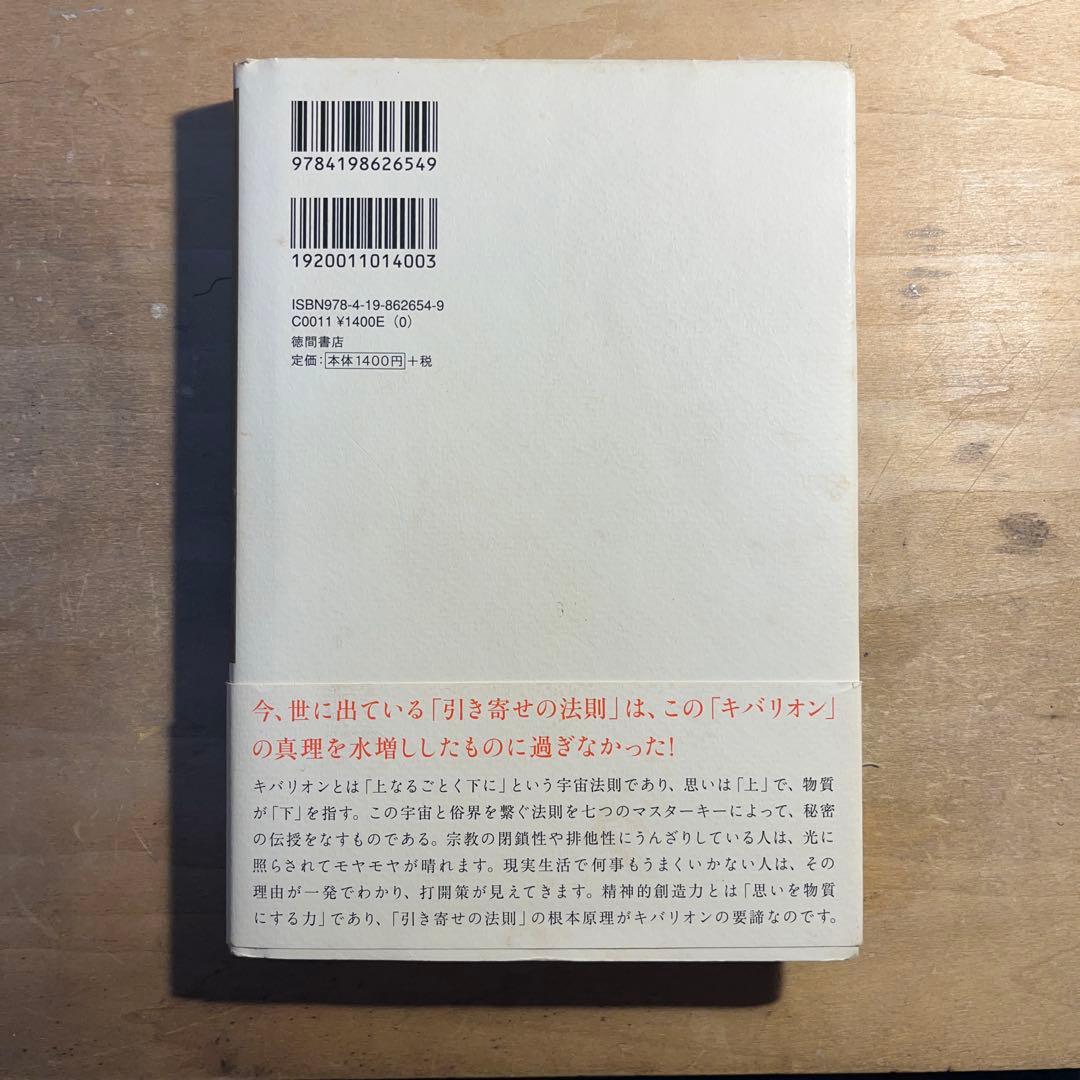 9784198626549
1920011014003
ISBN978-4-19-862654-9
C0011 ¥1400E (0)
徳間書店
定価:本体1400円+税
今、世に出ている「引き寄せの法則」は、この「キバリオン」
の真理を水増ししたものに過ぎなかった!
キバリオンとは「上なるごとく下に」という宇宙法則であり、思いは「上」で、物質
が「下」を指す。この宇宙と俗界を繋ぐ法則を七つのマスターキーによって、秘密
の伝授をなすものである。宗教の閉鎖性や排他性にうんざりしている人は、光に
照らされてモヤモヤが晴れます。現実生活で何事もうまくいかない人は、その
理由が一発でわかり、打開策が見えてきます。精神的創造力とは「思いを物質
にする力」であり、「引き寄せの法則」の根本原理がキバリオンの要諦なのです。